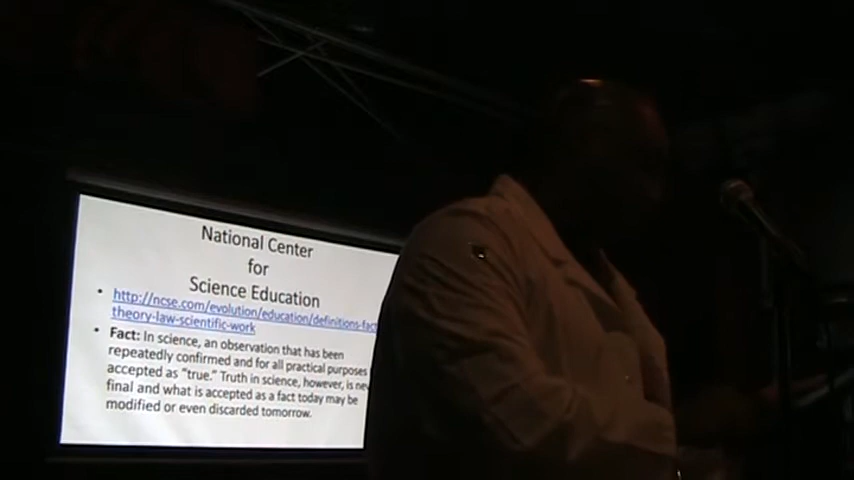 National Center
for
Science Education
• http://ncse.com/evolution/education/definitions-fact
theory-law-scientific-work
• Fact: In science, an observation that has been
repeatedly confirmed and for all practical purposes
accepted as “true.” Truth in science, however, is
final and what is accepted as a fact today may be
modified or even discarded tomorrow.